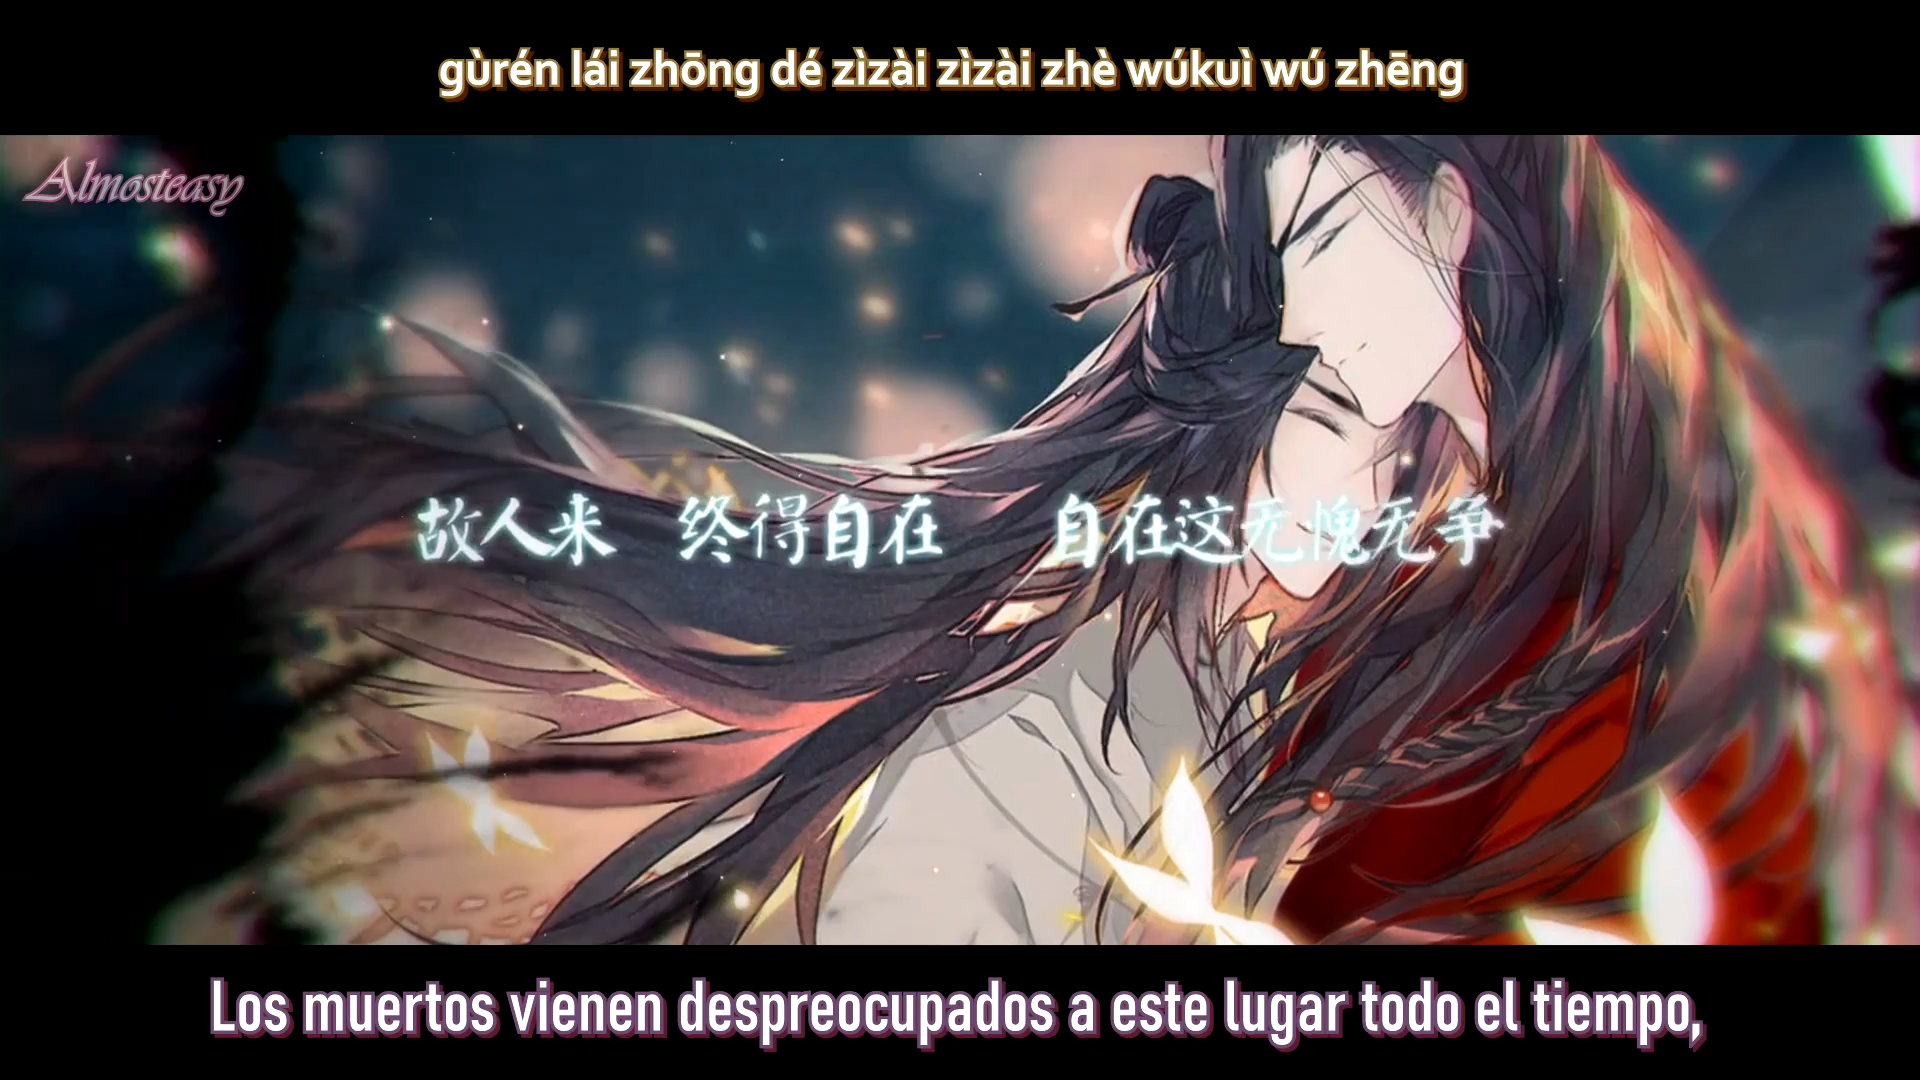 gùrén lái zhōng dé zìzài zìzài zhè wúkuì wú zhēng
Almosteasy
故人来 终得自在 自在这无愧无争
Los muertos vienen despreocupados a este lugar todo el tiempo,